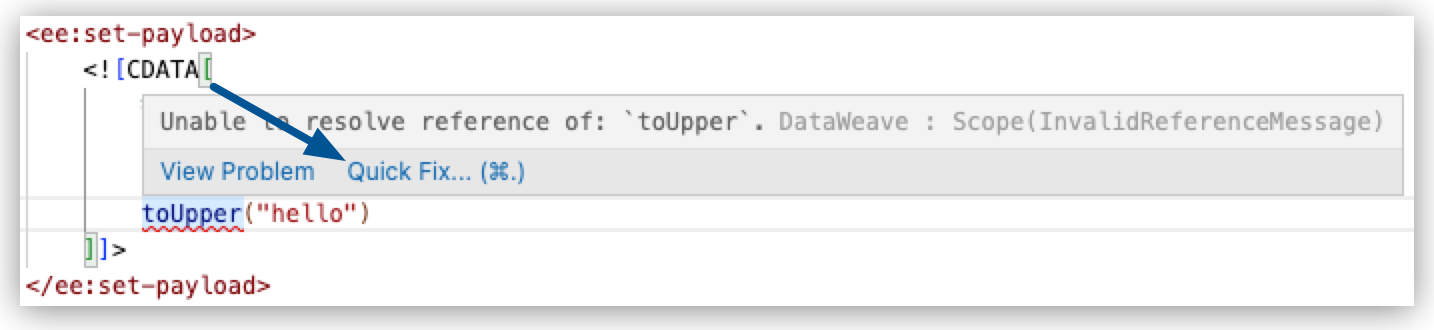 <ee:set-payload>
<![CDATA[
Unable to resolve reference of: `toUpper`. DataWeave : Scope(InvalidReferenceMessage)
View Problem Quick Fix... (⌘.)
toUpper("hello")
]]>
</ee:set-payload>